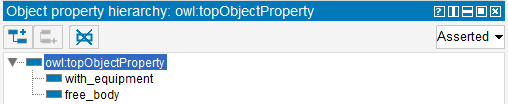 Object property hierarchy: owl:topObjectProperty
Asserted
owl:topObjectProperty
with_equipment
free_body